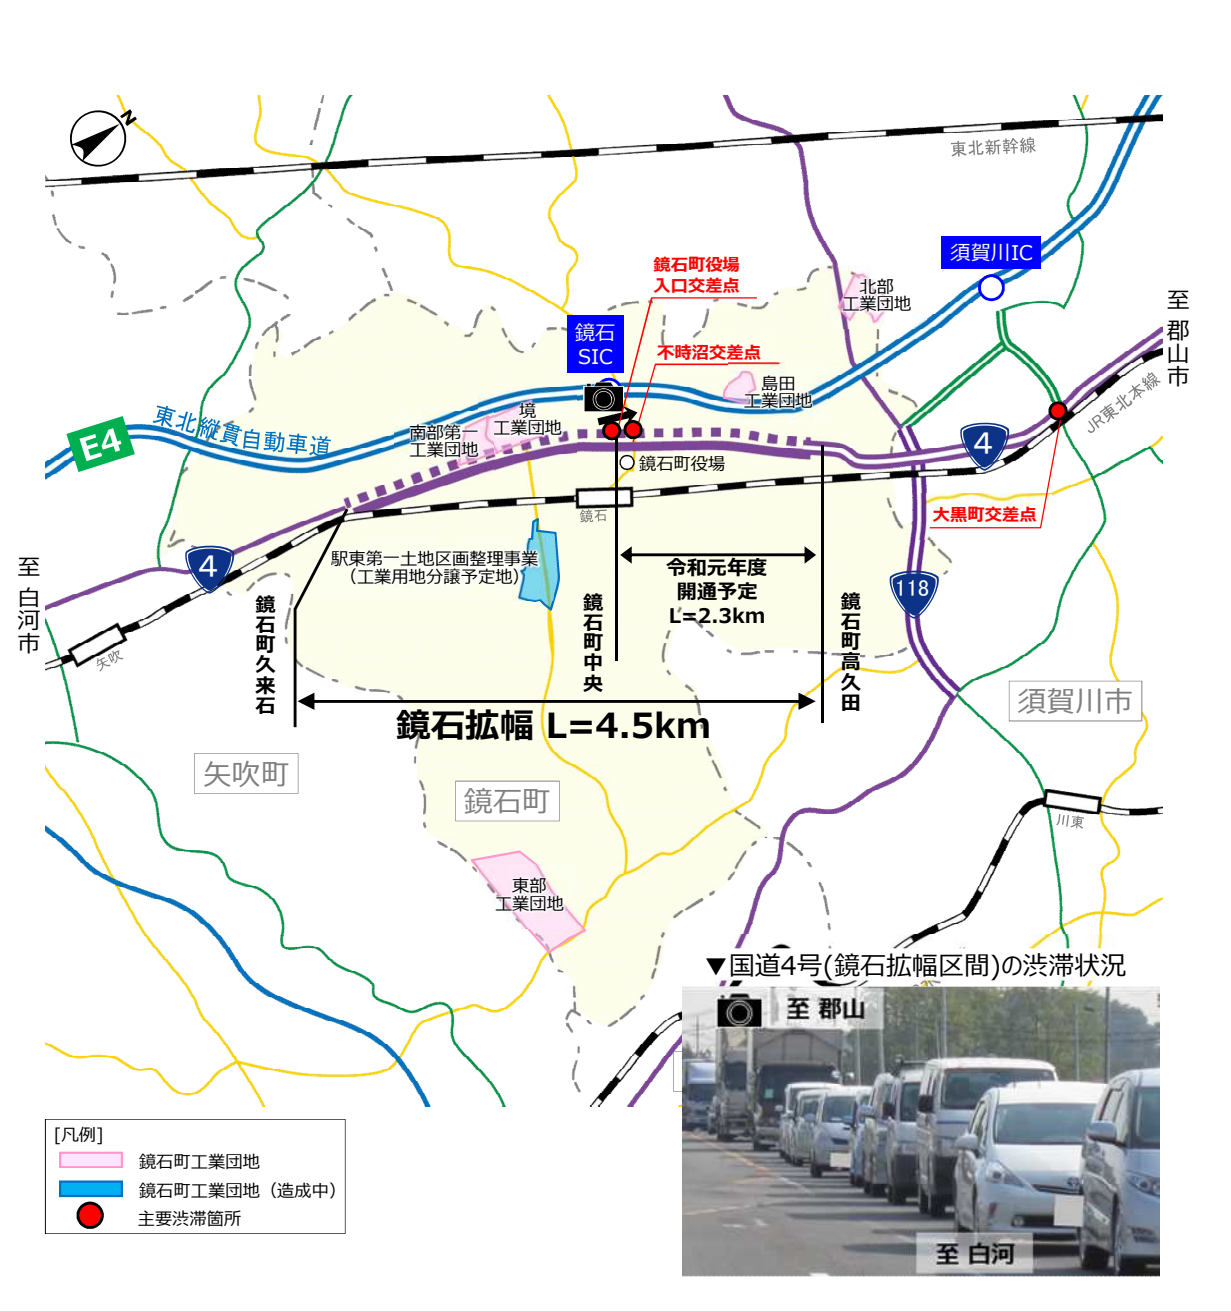 N
東北新幹線
須賀川IC
鏡石町役場
入口交差点
北部
工業団地
至 郡山市
鏡石
SIC
不時沼交差点
島田
工業団地
JR東北本線
境
工業団地
東北縦貫自動車道
E4
南部第一
工業団地
4
鏡石町役場
鏡石
大黒町交差点
駅東第一土地区画整理事業
（工業用地分譲予定地）
令和元年度
開通予定
L=2.3km
4
118
至 白河市
矢吹
鏡石町久来石
鏡石町中央
鏡石町高久田
鏡石拡幅 L=4.5km
須賀川市
矢吹町
鏡石町
川東
東部
工業団地
▼国道4号(鏡石拡幅区間)の渋滞状況
至 郡山
至 白河
[凡例]
鏡石町工業団地
鏡石町工業団地（造成中）
主要渋滞箇所